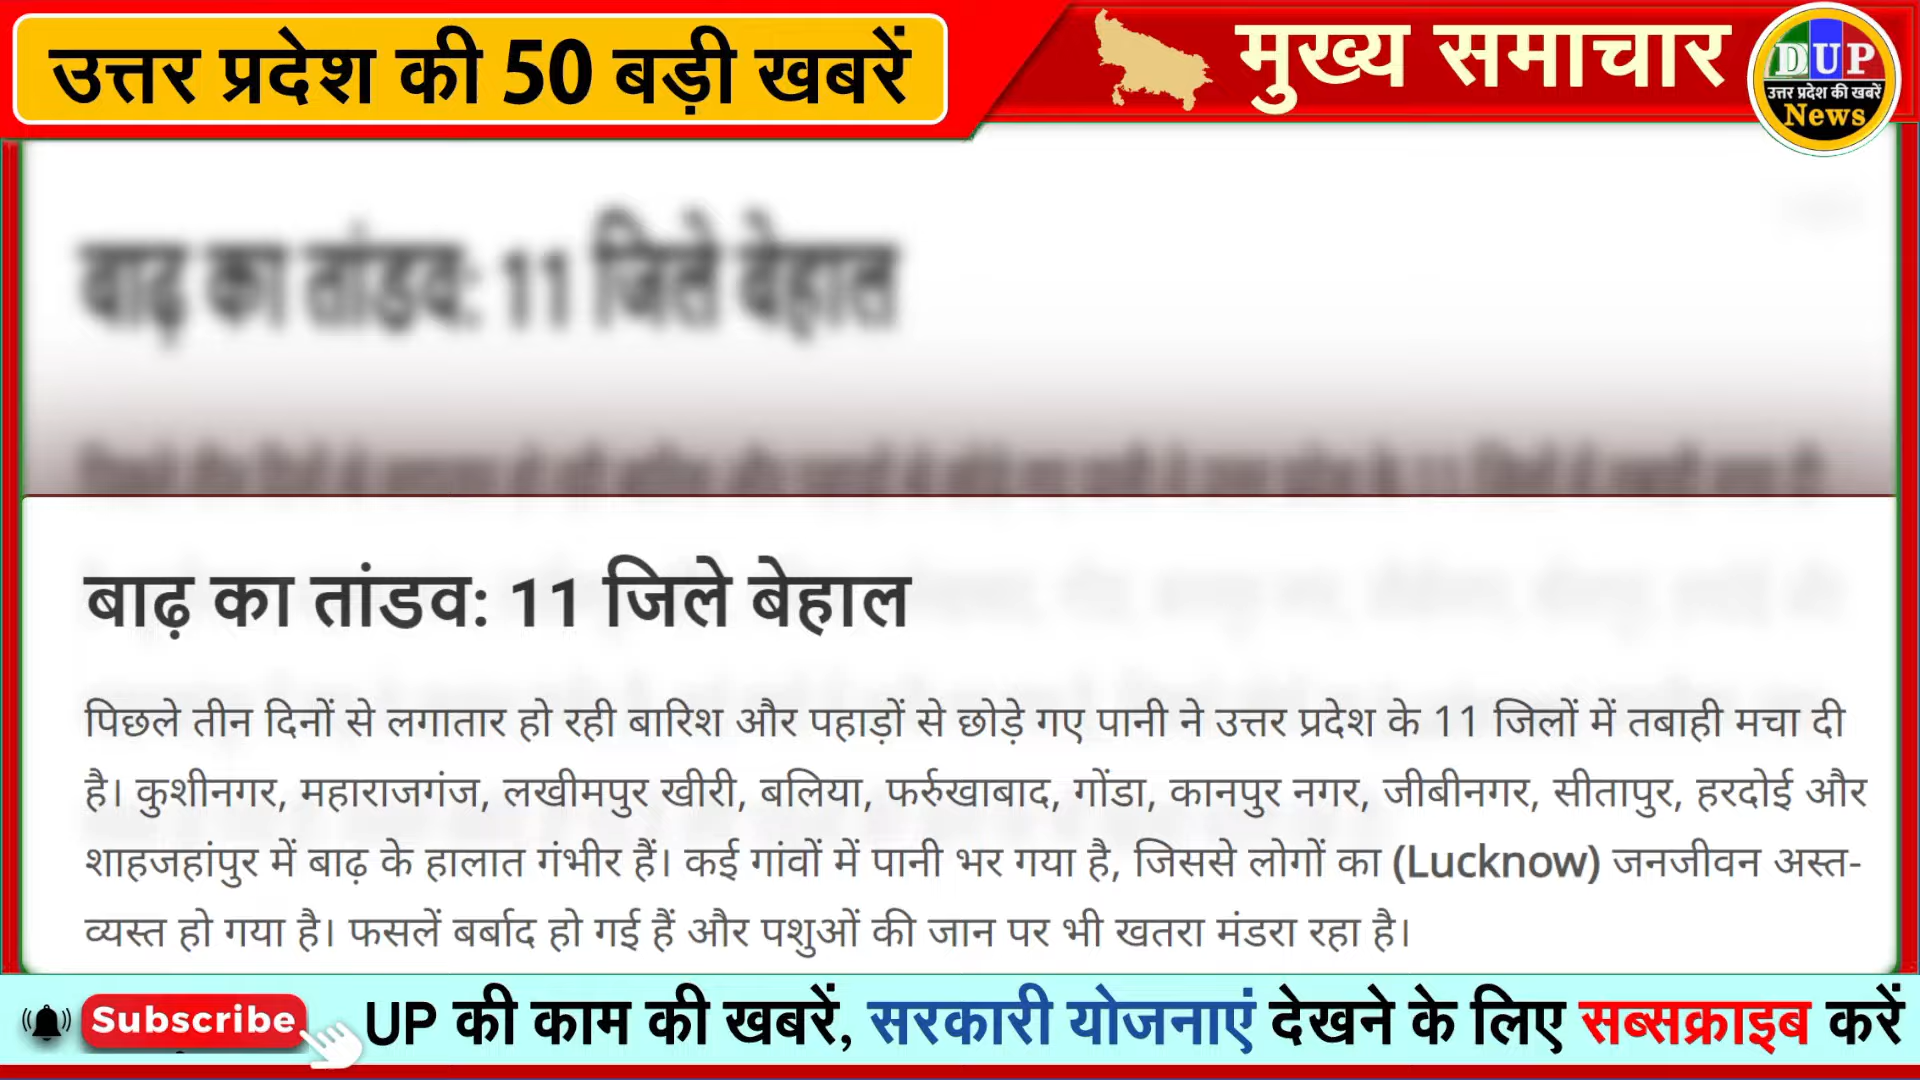 उत्तर प्रदेश की 50 बड़ी खबरें
मुख्य समाचार
DUP
उत्तर प्रदेश की खबरें
News
बाढ़ का तांडव: 11 जिले बेहाल
बाढ़ का तांडव: 11 जिले बेहाल
पिछले तीन दिनों से लगातार हो रही बारिश और पहाड़ों से छोड़े गए पानी ने उत्तर प्रदेश के 11 जिलों में तबाही मचा दी
है। कुशीनगर, महाराजगंज, लखीमपुर खीरी, बलिया, फर्रुखाबाद, गोंडा, कानपुर नगर, जीबीनगर, सीतापुर, हरदोई और
शाहजहांपुर में बाढ़ के हालात गंभीर हैं। कई गांवों में पानी भर गया है, जिससे लोगों का (Lucknow) जनजीवन अस्त-
व्यस्त हो गया है। फसलें बर्बाद हो गई हैं और पशुओं की जान पर भी खतरा मंडरा रहा है।
Subscribe
UP की काम की खबरें, सरकारी योजनाएं देखने के लिए सब्सक्राइब करें